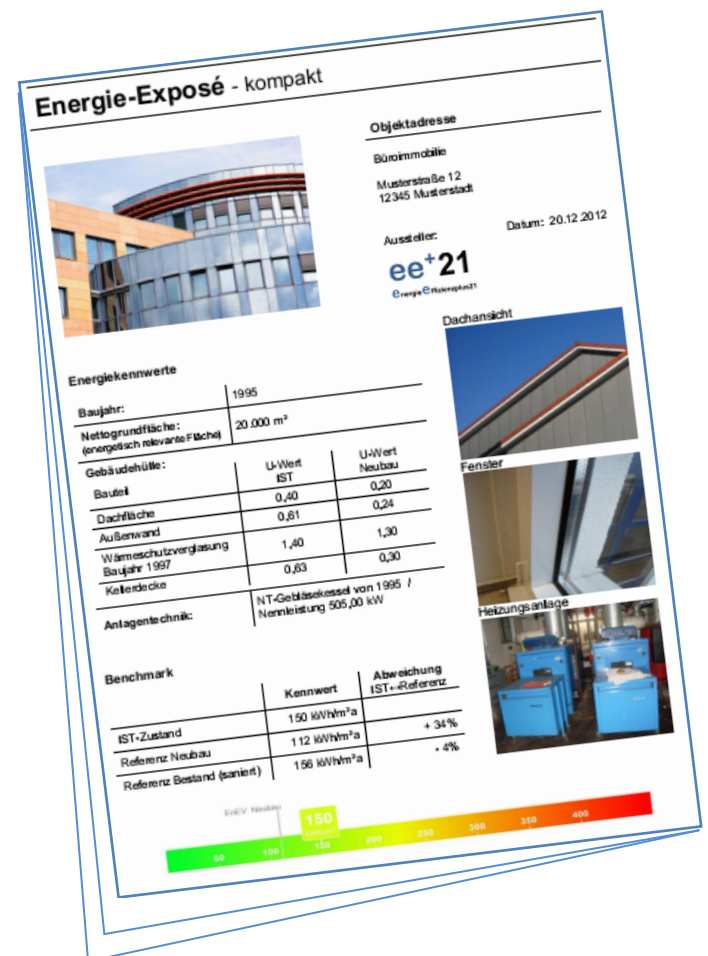 Energie-Exposé - kompakt
Objektadresse
Büroimmobilie
Musterstraße 12
12345 Musterstadt
Aussteller:
Datum: 20.12.2012
ee+21
energieeffizienzplus21
Dachansicht
Energiekennwerte
Baujahr: 1995
Nettogrundfläche: 20.000 m²
(energetisch relevante Fläche)
Gebäudehülle:
Bauteil U-Wert IST U-Wert Neubau
Dachfläche 0,40 0,20
Außenwand 0,61 0,24
Wärmeschutzverglasung
Baujahr 1997 1,40 1,30
Kellerdecke 0,63 0,30
Anlagentechnik: NT-Gebläsekessel von 1995 /
Nennleistung 505,00 kW
Fenster
Heizungsanlage
Benchmark
Kennwert Abweichung
IST↔Referenz
IST-Zustand 150 kWh/m²a
Referenz Neubau 112 kWh/m²a + 34%
Referenz Bestand (saniert) 156 kWh/m²a - 4%
EnEV Neubau
150
50 100 150 200 250 300 350 400